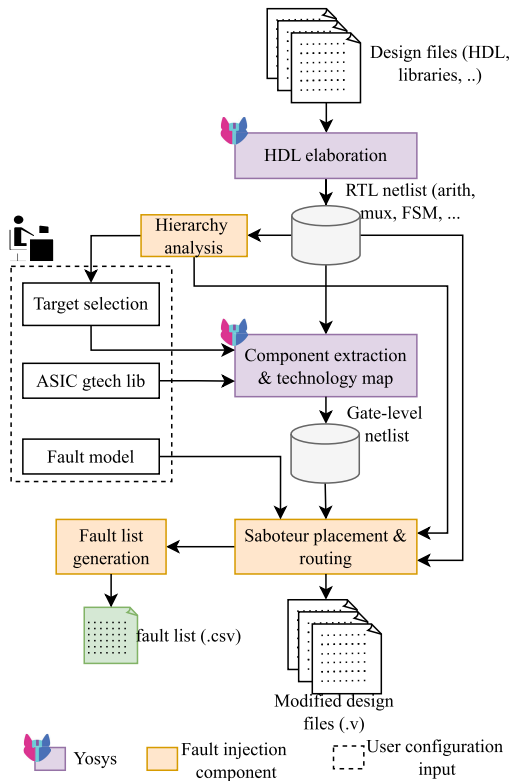 Design files (HDL,
libraries, ..)
HDL elaboration
RTL netlist (arith,
mux, FSM, ...
Hierarchy
analysis
Target selection
Component extraction
& technology map
ASIC gtech lib
Gate-level
netlist
Fault model
Fault list
generation
Saboteur placement &
routing
fault list (.csv)
Modified design
files (.v)
Yosys
Fault injection
component
User configuration
input